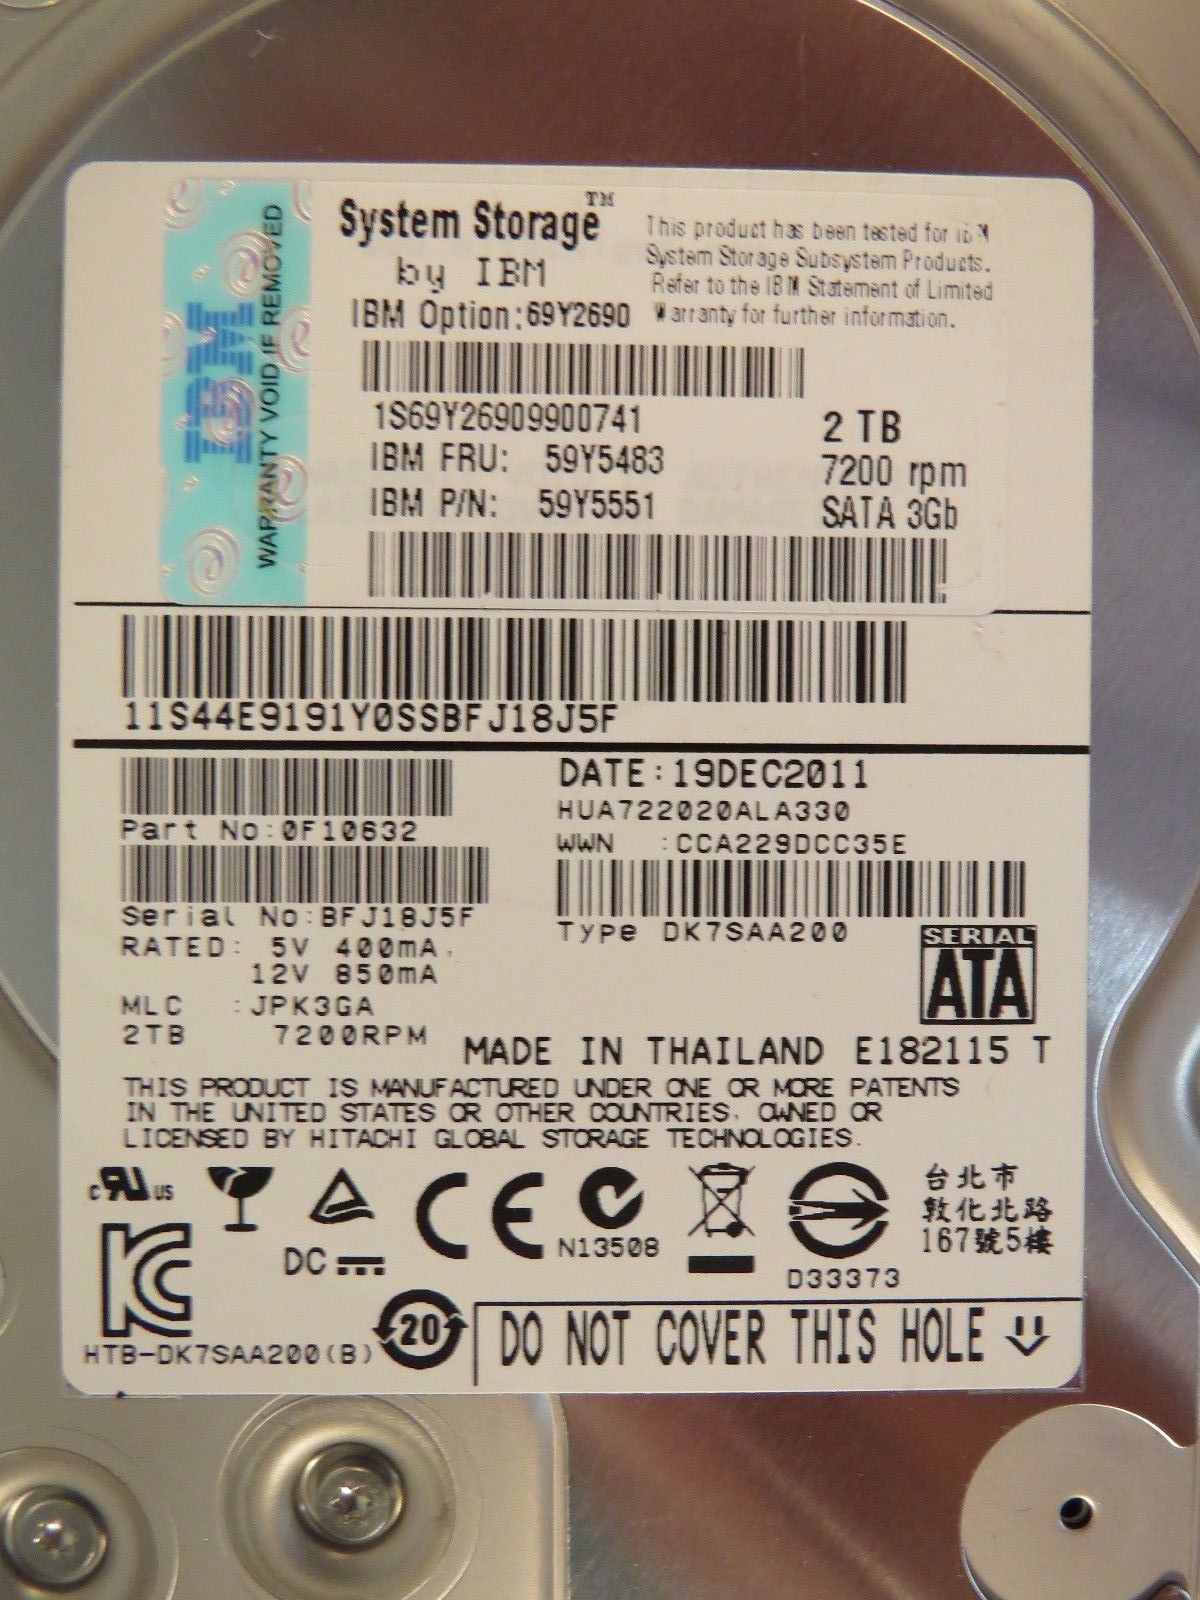 IBM
WARRANTY VOID IF REMOVED
System Storage™
by IBM
IBM Option:69Y2690
This product has been tested for IBM
System Storage Subsystem Products.
Refer to the IBM Statement of Limited
Warranty for further information.
1S69Y26909900741
IBM FRU: 59Y5483
IBM P/N: 59Y5551
2 TB
7200 rpm
SATA 3Gb
11S44E9191Y0SSBFJ18J5F
DATE:19DEC2011
HUA722020ALA330
WWN :CCA229DCC35E
Part No:0F10632
Serial No:BFJ18J5F
Type DK7SAA200
RATED: 5V 400mA,
12V 850mA
MLC :JPK3GA
2TB 7200RPM
SERIAL
ATA
MADE IN THAILAND E182115 T
THIS PRODUCT IS MANUFACTURED UNDER ONE OR MORE PATENTS
IN THE UNITED STATES OR OTHER COUNTRIES, OWNED OR
LICENSED BY HITACHI GLOBAL STORAGE TECHNOLOGIES.
c RU us
DC
CE
N13508
D33373
台北市
敦化北路
167號5樓
KC
HTB-DK7SAA200(B)
20
DO NOT COVER THIS HOLE